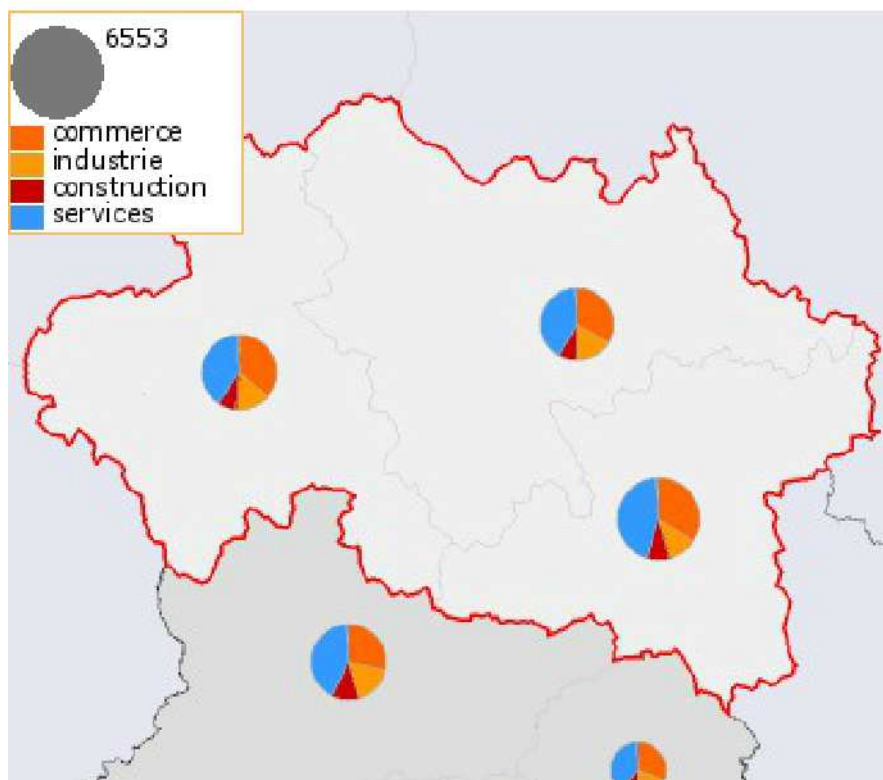 6553
commerce
industrie
construction
services